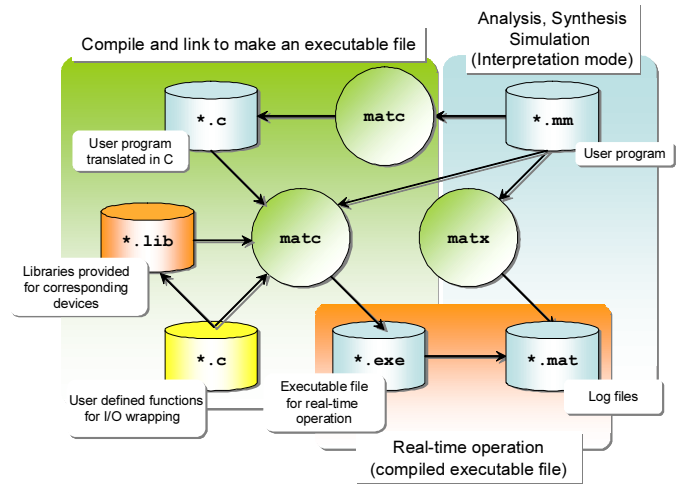 Analysis, Synthesis
Simulation
(Interpretation mode)
Compile and link to make an executable file
*.c
matc
*.mm
User program
translated in C
User program
*.lib
matc
matx
Libraries provided
for corresponding
devices
*.c
*.exe
*.mat
User defined functions
for I/O wrapping
Executable file
for real-time
operation
Log files
Real-time operation
(compiled executable file)